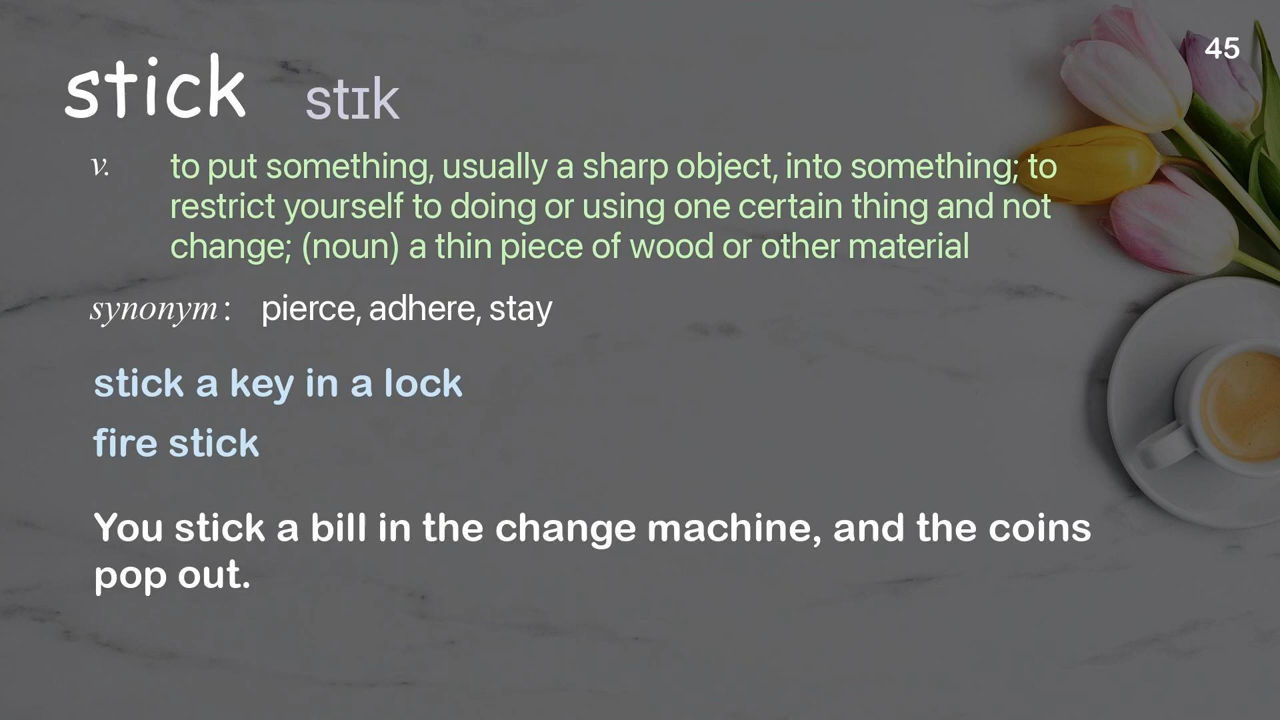 45
stick stɪk
v. to put something, usually a sharp object, into something; to
restrict yourself to doing or using one certain thing and not
change; (noun) a thin piece of wood or other material
synonym: pierce, adhere, stay
stick a key in a lock
fire stick
You stick a bill in the change machine, and the coins
pop out.